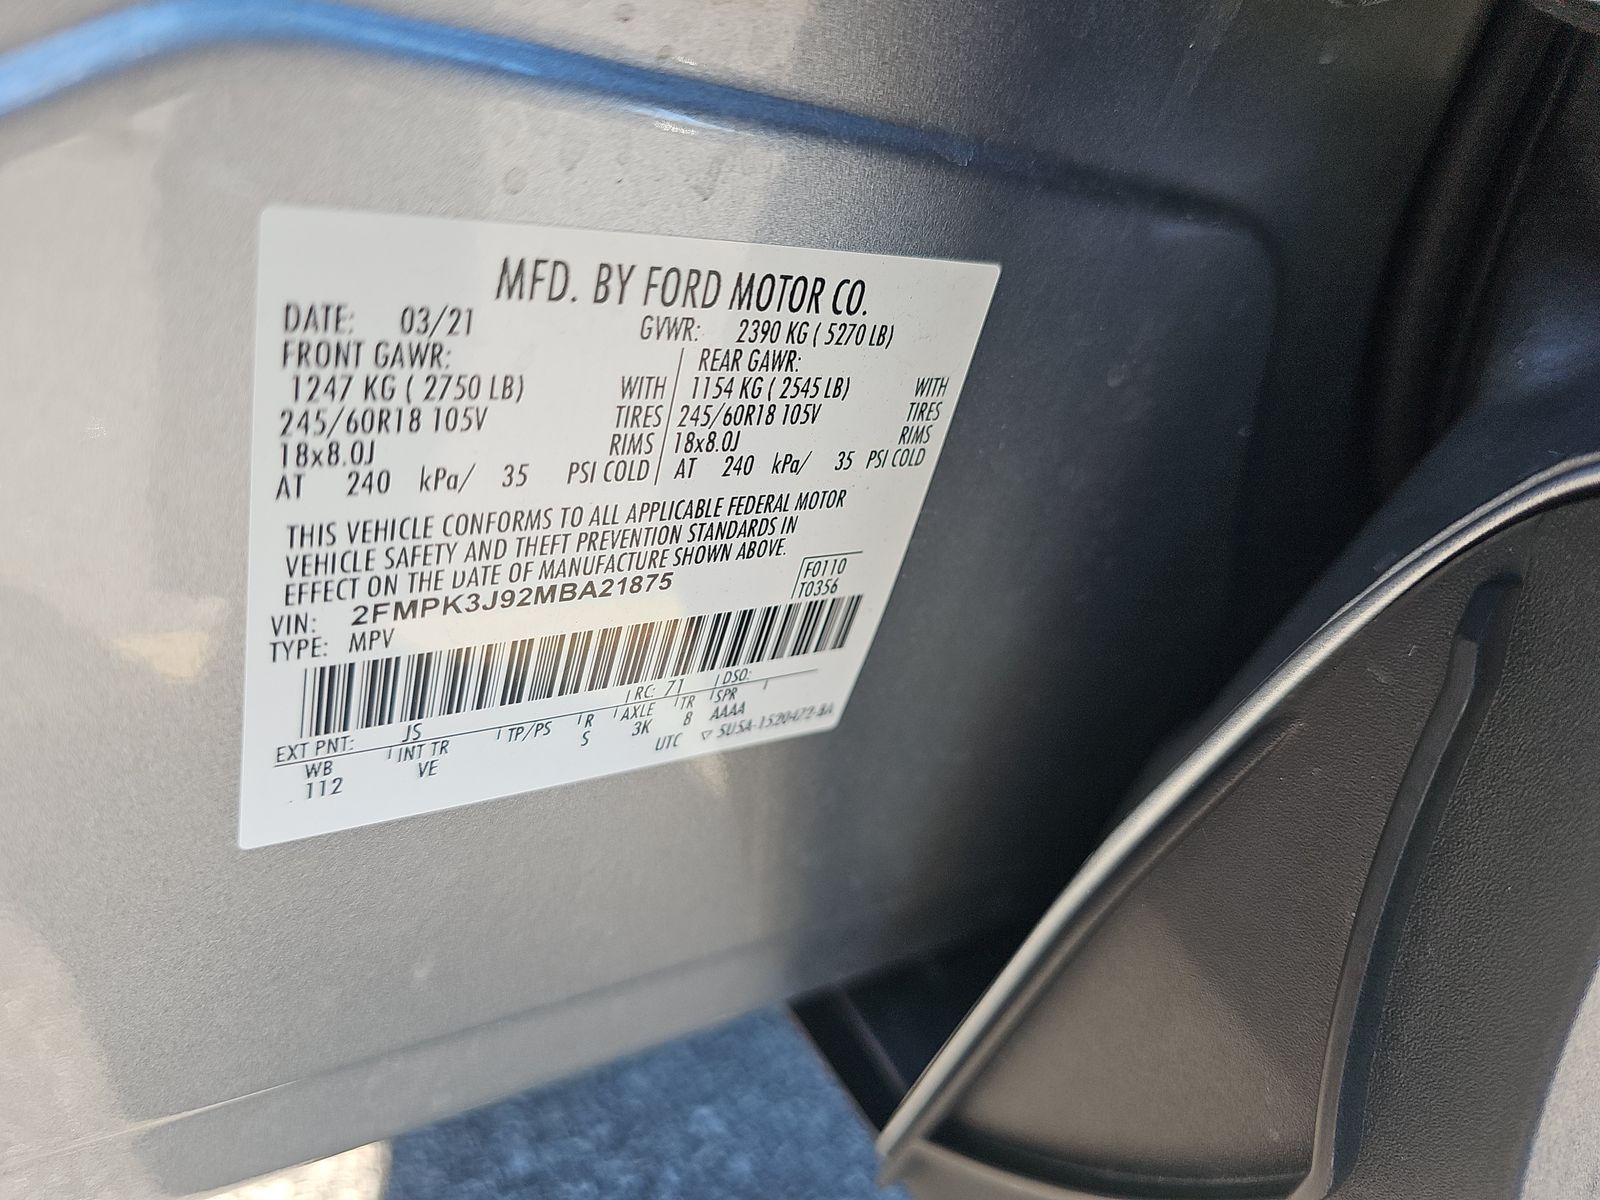 MFD. BY FORD MOTOR CO.
DATE: 03/21 GVWR: 2390 KG ( 5270 LB)
FRONT GAWR: REAR GAWR:
1247 KG ( 2750 LB) WITH 1154 KG ( 2545 LB) WITH
245/60R18 105V TIRES 245/60R18 105V TIRES
18x8.0J RIMS 18x8.0J RIMS
AT 240 kPa/ 35 PSI COLD AT 240 kPa/ 35 PSI COLD
THIS VEHICLE CONFORMS TO ALL APPLICABLE FEDERAL MOTOR
VEHICLE SAFETY AND THEFT PREVENTION STANDARDS IN
EFFECT ON THE DATE OF MANUFACTURE SHOWN ABOVE.
VIN: 2FMPK3J92MBA21875 F0110
TYPE: MPV T0356
EXT PNT: JS RC: 71 DSO:
WB INT TR TP/PS R AXLE TR SPR
112 VE S 3K 8 AAAA
UTC ▽ 5U5A-1520472-BA